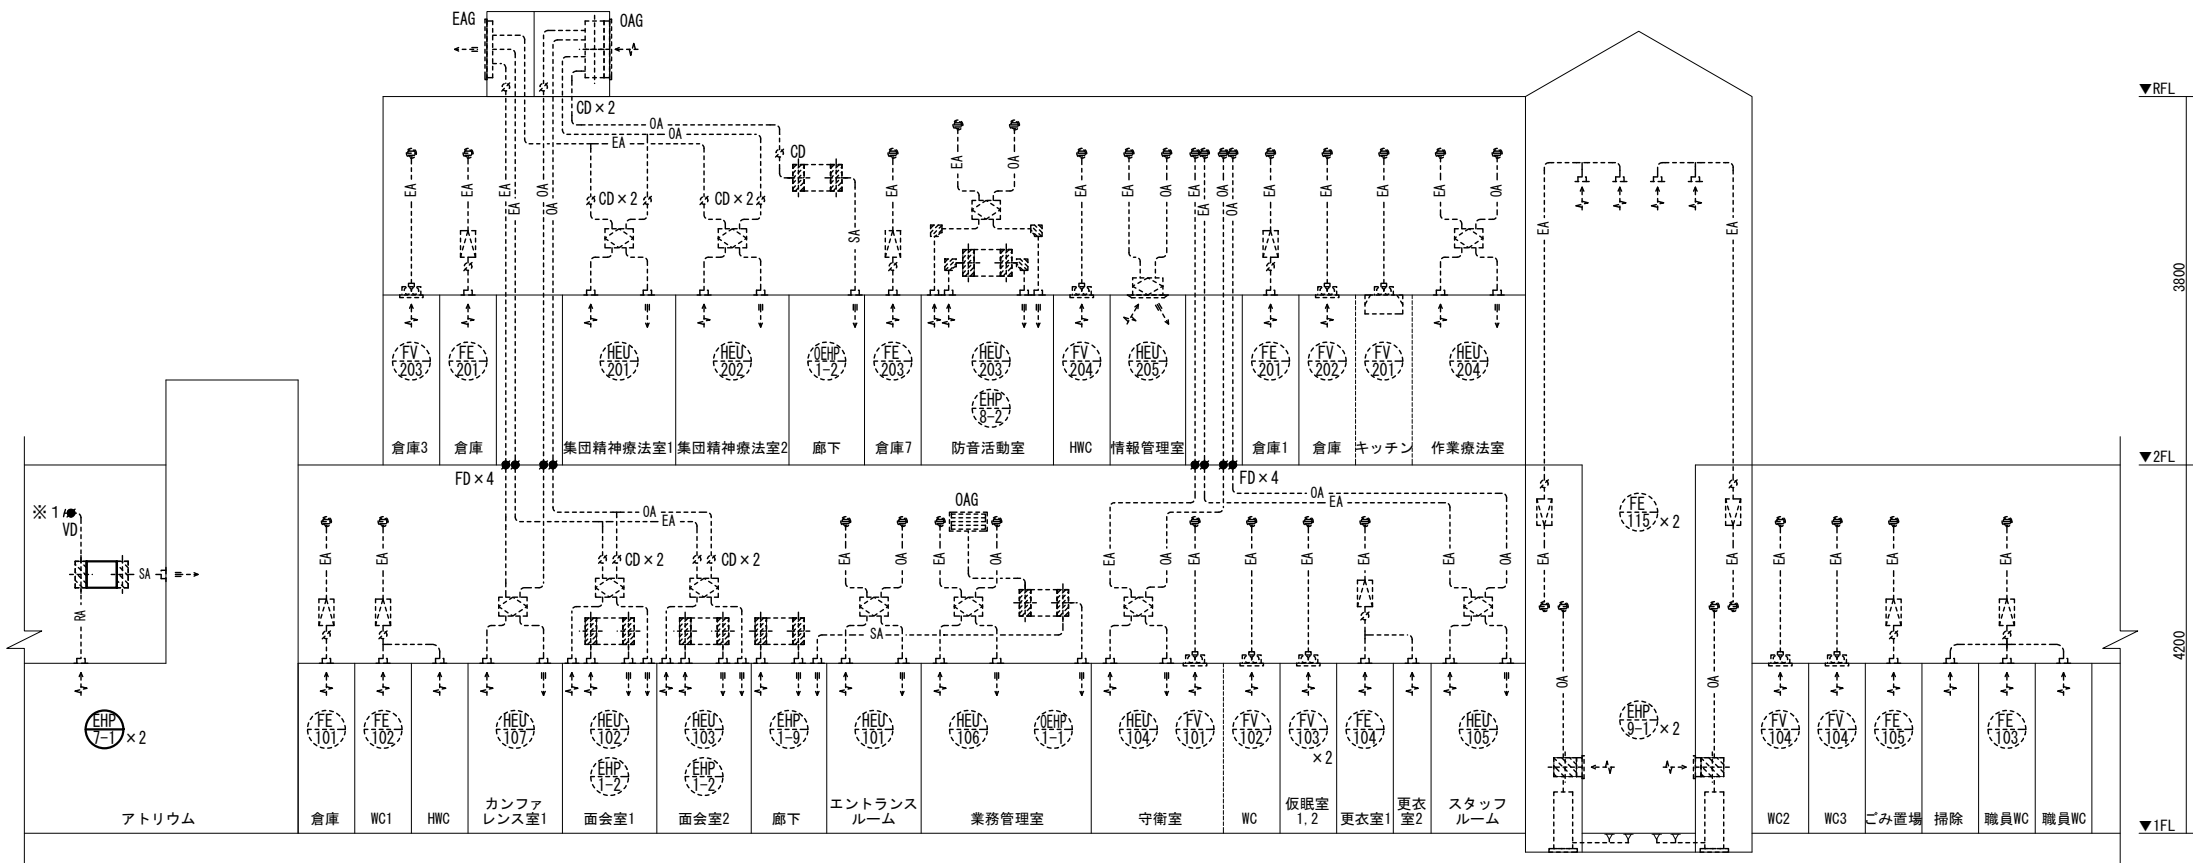 EAG
OAG
▼RFL
CD×2
OA
OA
EA
CD
EA
EA
EA
OA
EA
OA
CD×2
CD×2
SA
EA
EA
OA
EA
EA
OA
EA
EA
OA
OA
EA
EA
EA
EA
OA
EA
EA
3800
FV
203
FE
201
HEU
201
HEU
202
OEHP
1-2
FE
203
HEU
203
FV
204
HEU
205
FE
201
FV
202
FV
201
HEU
204
EHP
8-2
倉庫3
倉庫
集団精神療法室1
集団精神療法室2
廊下
倉庫7
防音活動室
HWC
情報管理室
倉庫1
倉庫
キッチン
作業療法室
▼2FL
FD×4
FD×4
※1
VD
OAG
OA
EA
OA
EA
FE
115
×2
EA
EA
CD×2
CD×2
EA
OA
EA
OA
EA
OA
EA
EA
EA
EA
EA
OA
EA
EA
EA
EA
EA
EA
SA
RA
SA
OA
OA
4200
EHP
7-1
×2
FE
101
FE
102
HEU
107
HEU
102
HEU
103
EHP
1-9
HEU
101
HEU
106
OEHP
1-1
HEU
104
FV
101
FV
102
FV
103
×2
FE
104
HEU
105
EHP
9-1
×2
FV
104
FV
104
FE
105
FE
103
EHP
1-2
EHP
1-2
アトリウム
倉庫
WC1
HWC
カンファ
レンス室1
面会室1
面会室2
廊下
エントランス
ルーム
業務管理室
守衛室
WC
仮眠室
1,2
更衣室1
更衣
室2
スタッフ
ルーム
WC2
WC3
ごみ置場
掃除
職員WC
職員WC
▼1FL